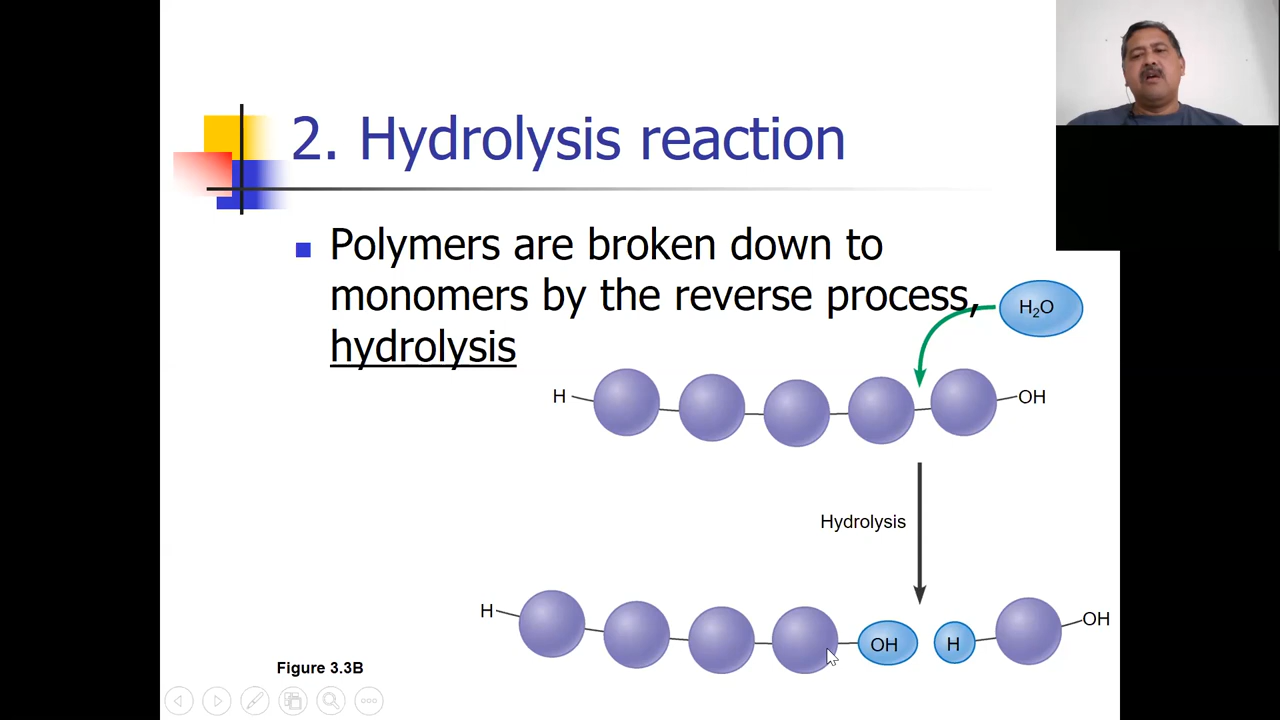 2. Hydrolysis reaction
Polymers are broken down to
monomers by the reverse process,
hydrolysis
H₂O
H
OH
Hydrolysis
H
OH
H
OH
Figure 3.3B